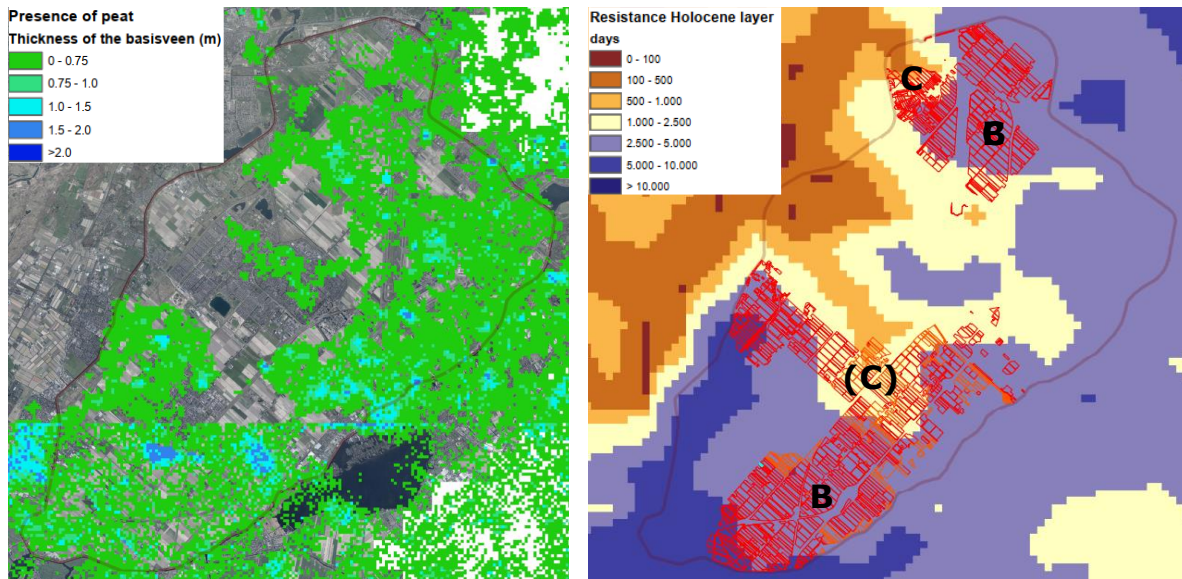 Presence of peat
Thickness of the basisveen (m)
0 - 0.75
0.75 - 1.0
1.0 - 1.5
1.5 - 2.0
>2.0
Resistance Holocene layer
days
0 - 100
100 - 500
500 - 1.000
1.000 - 2.500
2.500 - 5.000
5.000 - 10.000
> 10.000
C
B
(C)
B